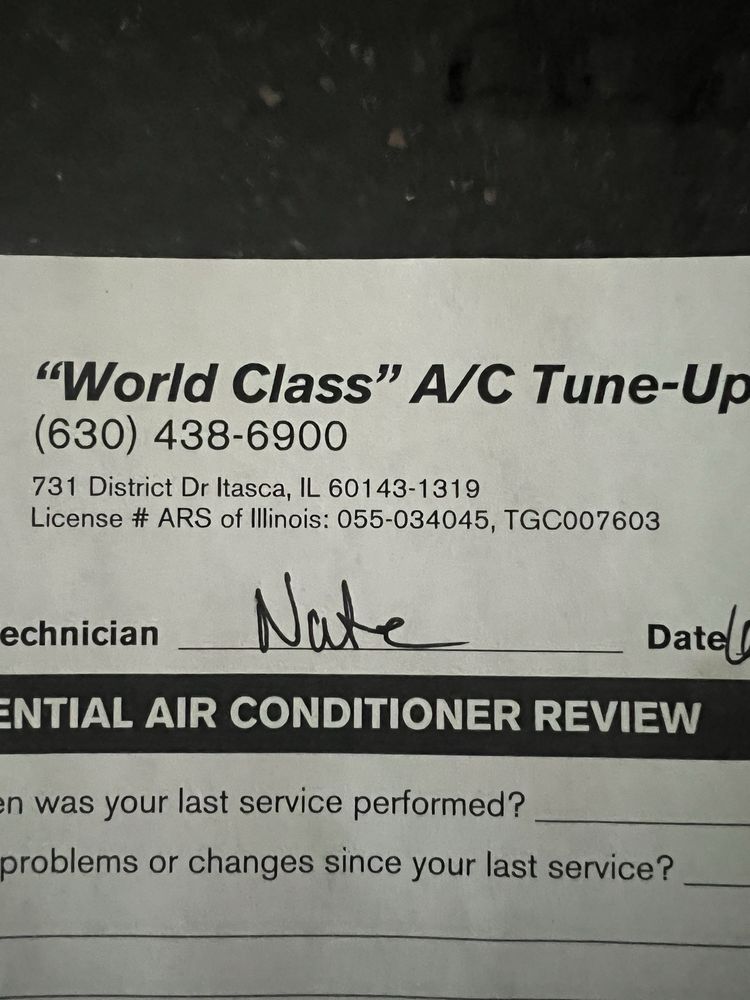 “World Class” A/C Tune-Up
(630) 438-6900
731 District Dr Itasca, IL 60143-1319
License # ARS of Illinois: 055-034045, TGC007603
echnician Nate Date
ENTIAL AIR CONDITIONER REVIEW
en was your last service performed?
problems or changes since your last service?